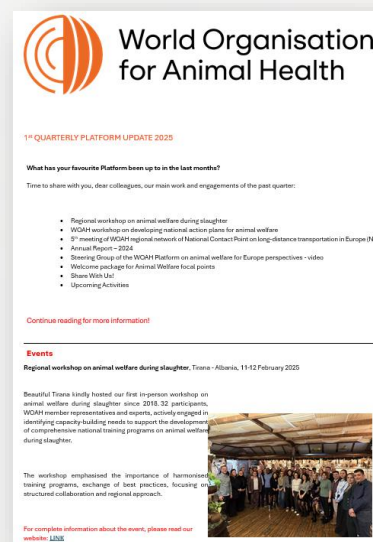 World Organisation
for Animal Health
1st QUARTERLY PLATFORM UPDATE 2025
What has your favourite Platform been up to in the last months?
Time to share with you, dear colleagues, our main work and engagements of the past quarter:
• Regional workshop on animal welfare during slaughter
• WOAH workshop on developing national action plans for animal welfare
• 5th meeting of WOAH regional network of National Contact Point on long-distance transportation in Europe (N
• Annual Report – 2024
• Steering Group of the WOAH Platform on animal welfare for Europe perspectives - video
• Welcome package for Animal Welfare focal points
• Share With Us!
• Upcoming Activities
Continue reading for more information!
Events
Regional workshop on animal welfare during slaughter, Tirana - Albania, 11-12 February 2025
Beautiful Tirana kindly hosted our first in-person workshop on
animal welfare during slaughter since 2018. 32 participants,
WOAH member representatives and experts, actively engaged in
identifying capacity-building needs to support the development
of comprehensive national training programs on animal welfare
during slaughter.
The workshop emphasised the importance of harmonised
training programs, exchange of best practices, focusing on
structured collaboration and regional approach.
For complete information about the event, please read our
website: LINK